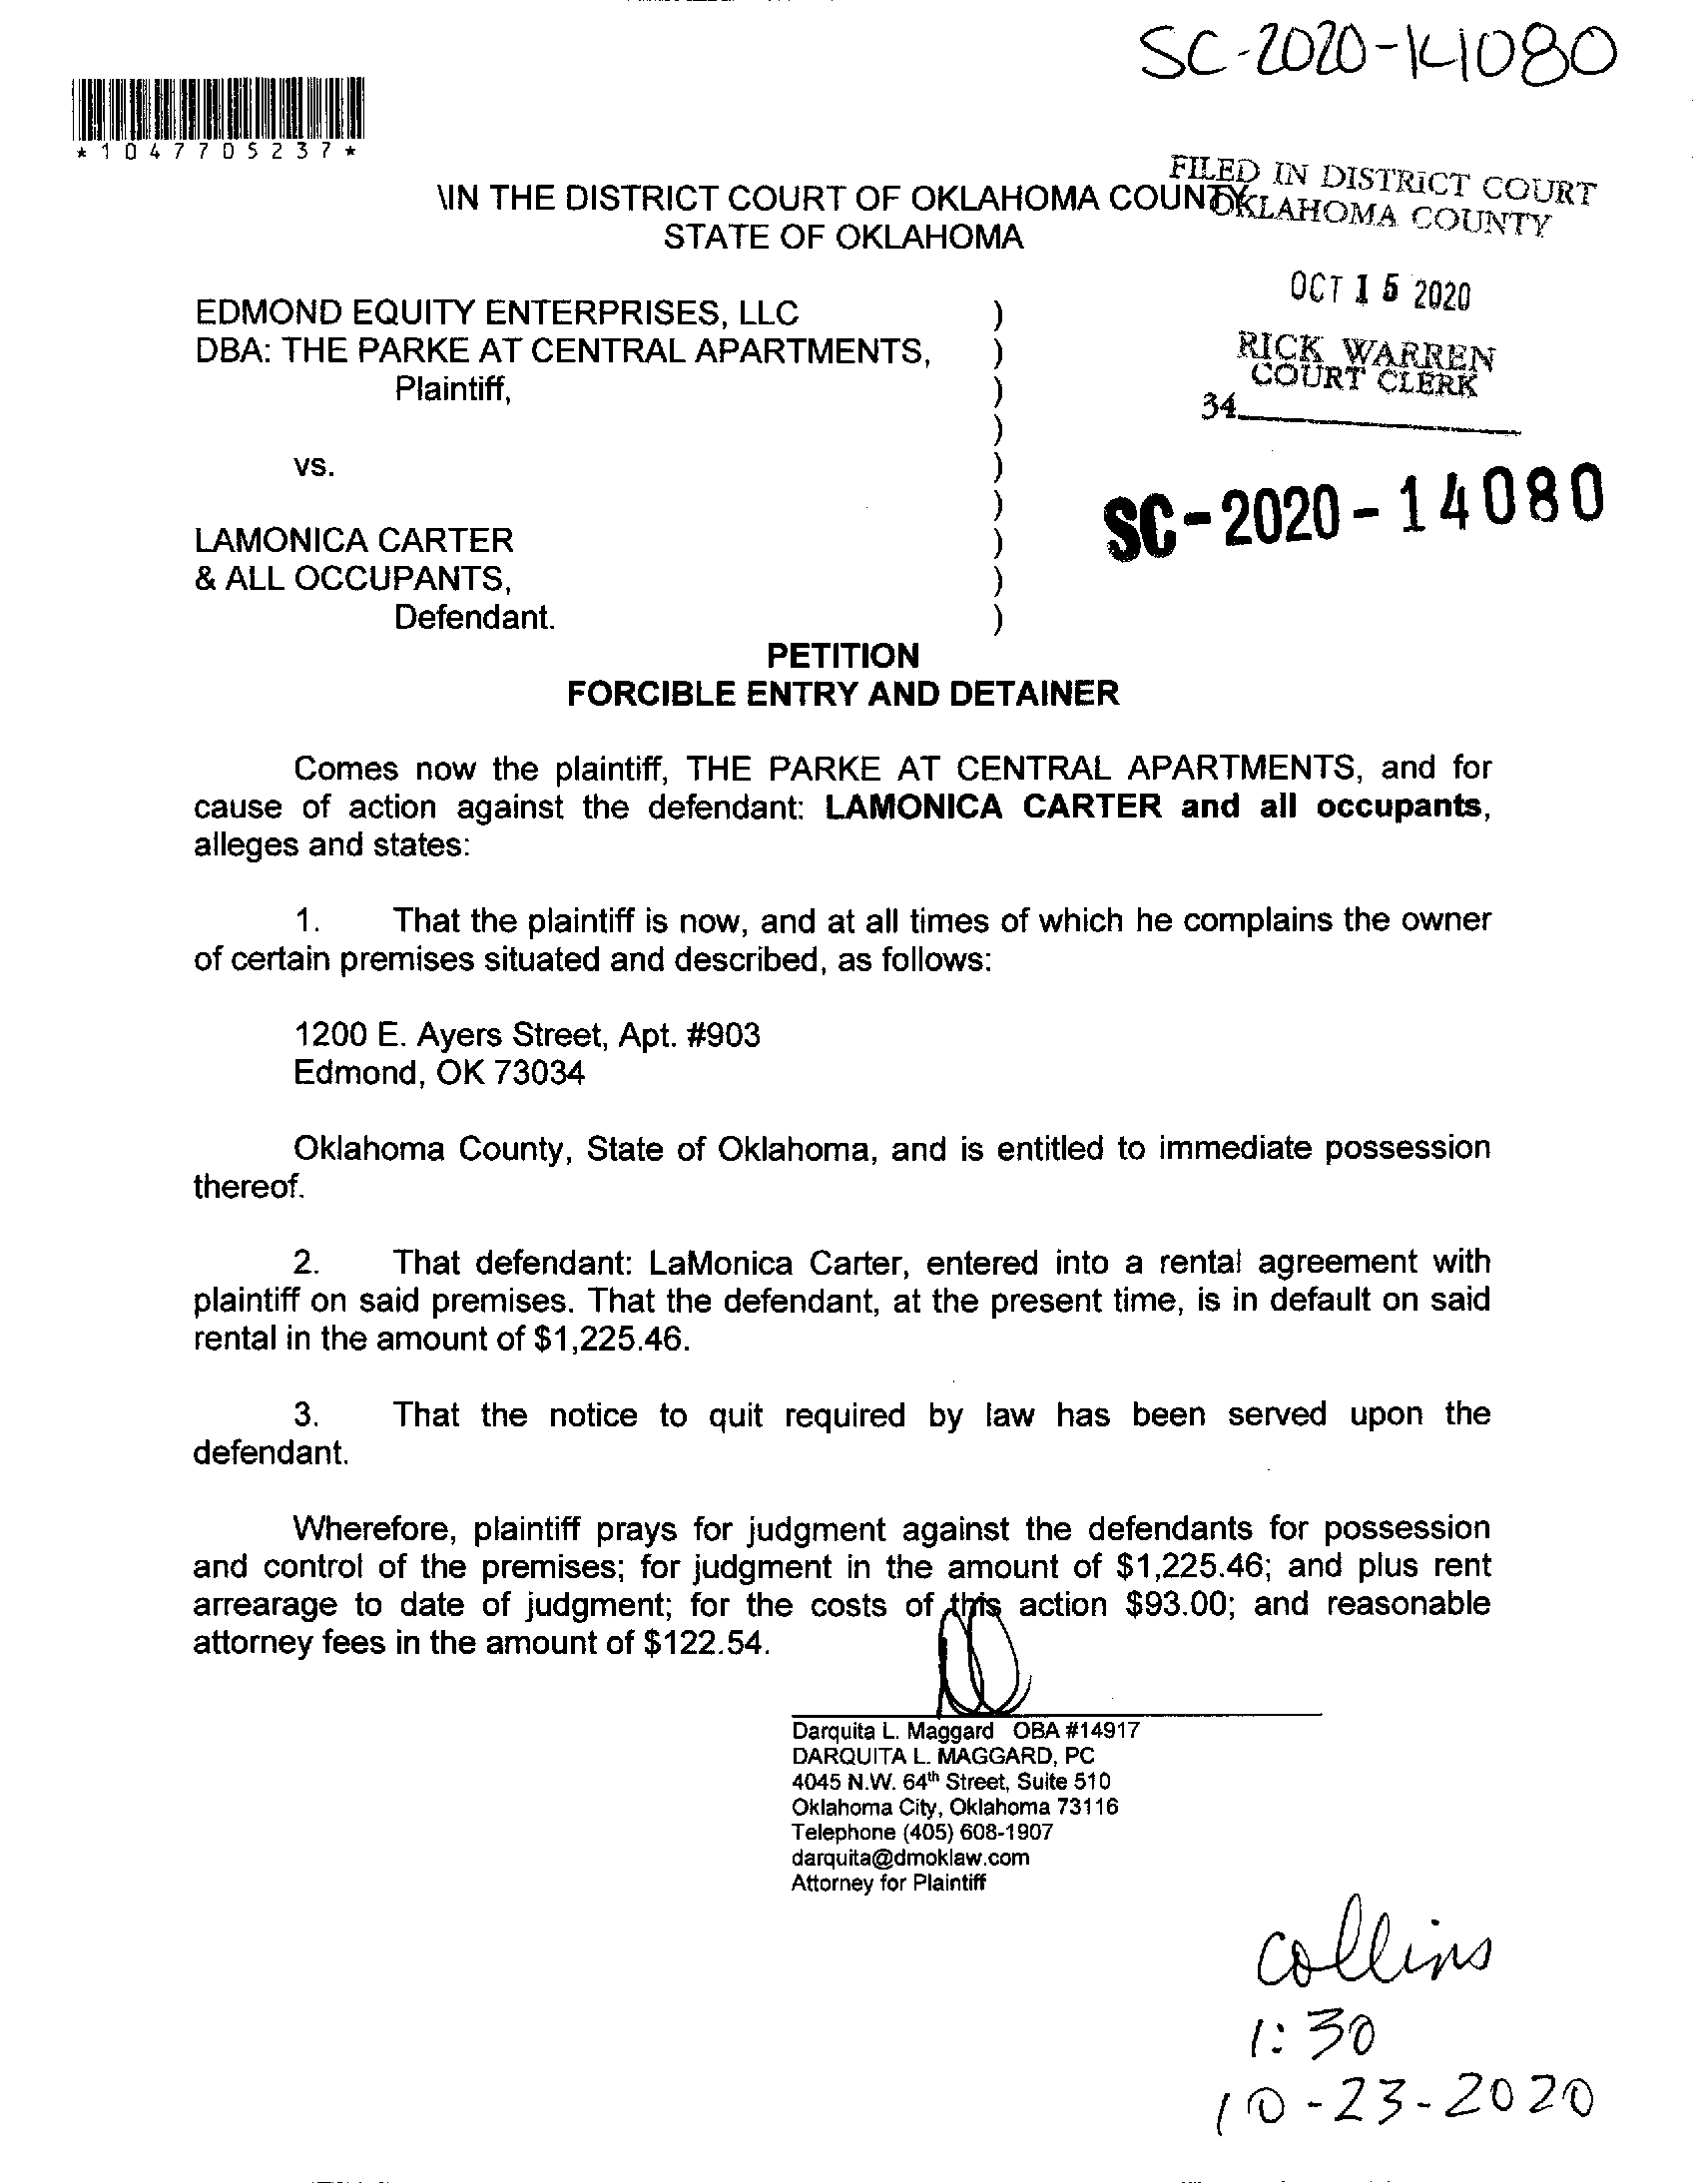 SC-2020-14080
*1047705237*
FILED IN DISTRICT COURT
OKLAHOMA COUNTY
\IN THE DISTRICT COURT OF OKLAHOMA COUNTY
STATE OF OKLAHOMA
OCT 15 2020
RICK WARREN
COURT CLERK
34
EDMOND EQUITY ENTERPRISES, LLC )
DBA: THE PARKE AT CENTRAL APARTMENTS, )
Plaintiff, )
)
vs. )
)
SC-2020-14080
LAMONICA CARTER )
& ALL OCCUPANTS, )
Defendant. )
PETITION
FORCIBLE ENTRY AND DETAINER
Comes now the plaintiff, THE PARKE AT CENTRAL APARTMENTS, and for
cause of action against the defendant: LAMONICA CARTER and all occupants,
alleges and states:
1. That the plaintiff is now, and at all times of which he complains the owner
of certain premises situated and described, as follows:
1200 E. Ayers Street, Apt. #903
Edmond, OK 73034
Oklahoma County, State of Oklahoma, and is entitled to immediate possession
thereof.
2. That defendant: LaMonica Carter, entered into a rental agreement with
plaintiff on said premises. That the defendant, at the present time, is in default on said
rental in the amount of $1,225.46.
3. That the notice to quit required by law has been served upon the
defendant.
Wherefore, plaintiff prays for judgment against the defendants for possession
and control of the premises; for judgment in the amount of $1,225.46; and plus rent
arrearage to date of judgment; for the costs of this action $93.00; and reasonable
attorney fees in the amount of $122.54.
Darquita L. Maggard OBA #14917
DARQUITA L. MAGGARD, PC
4045 N.W. 64th Street, Suite 510
Oklahoma City, Oklahoma 73116
Telephone (405) 608-1907
darquita@dmoklaw.com
Attorney for Plaintiff
Collins
1:30
10-23-2020